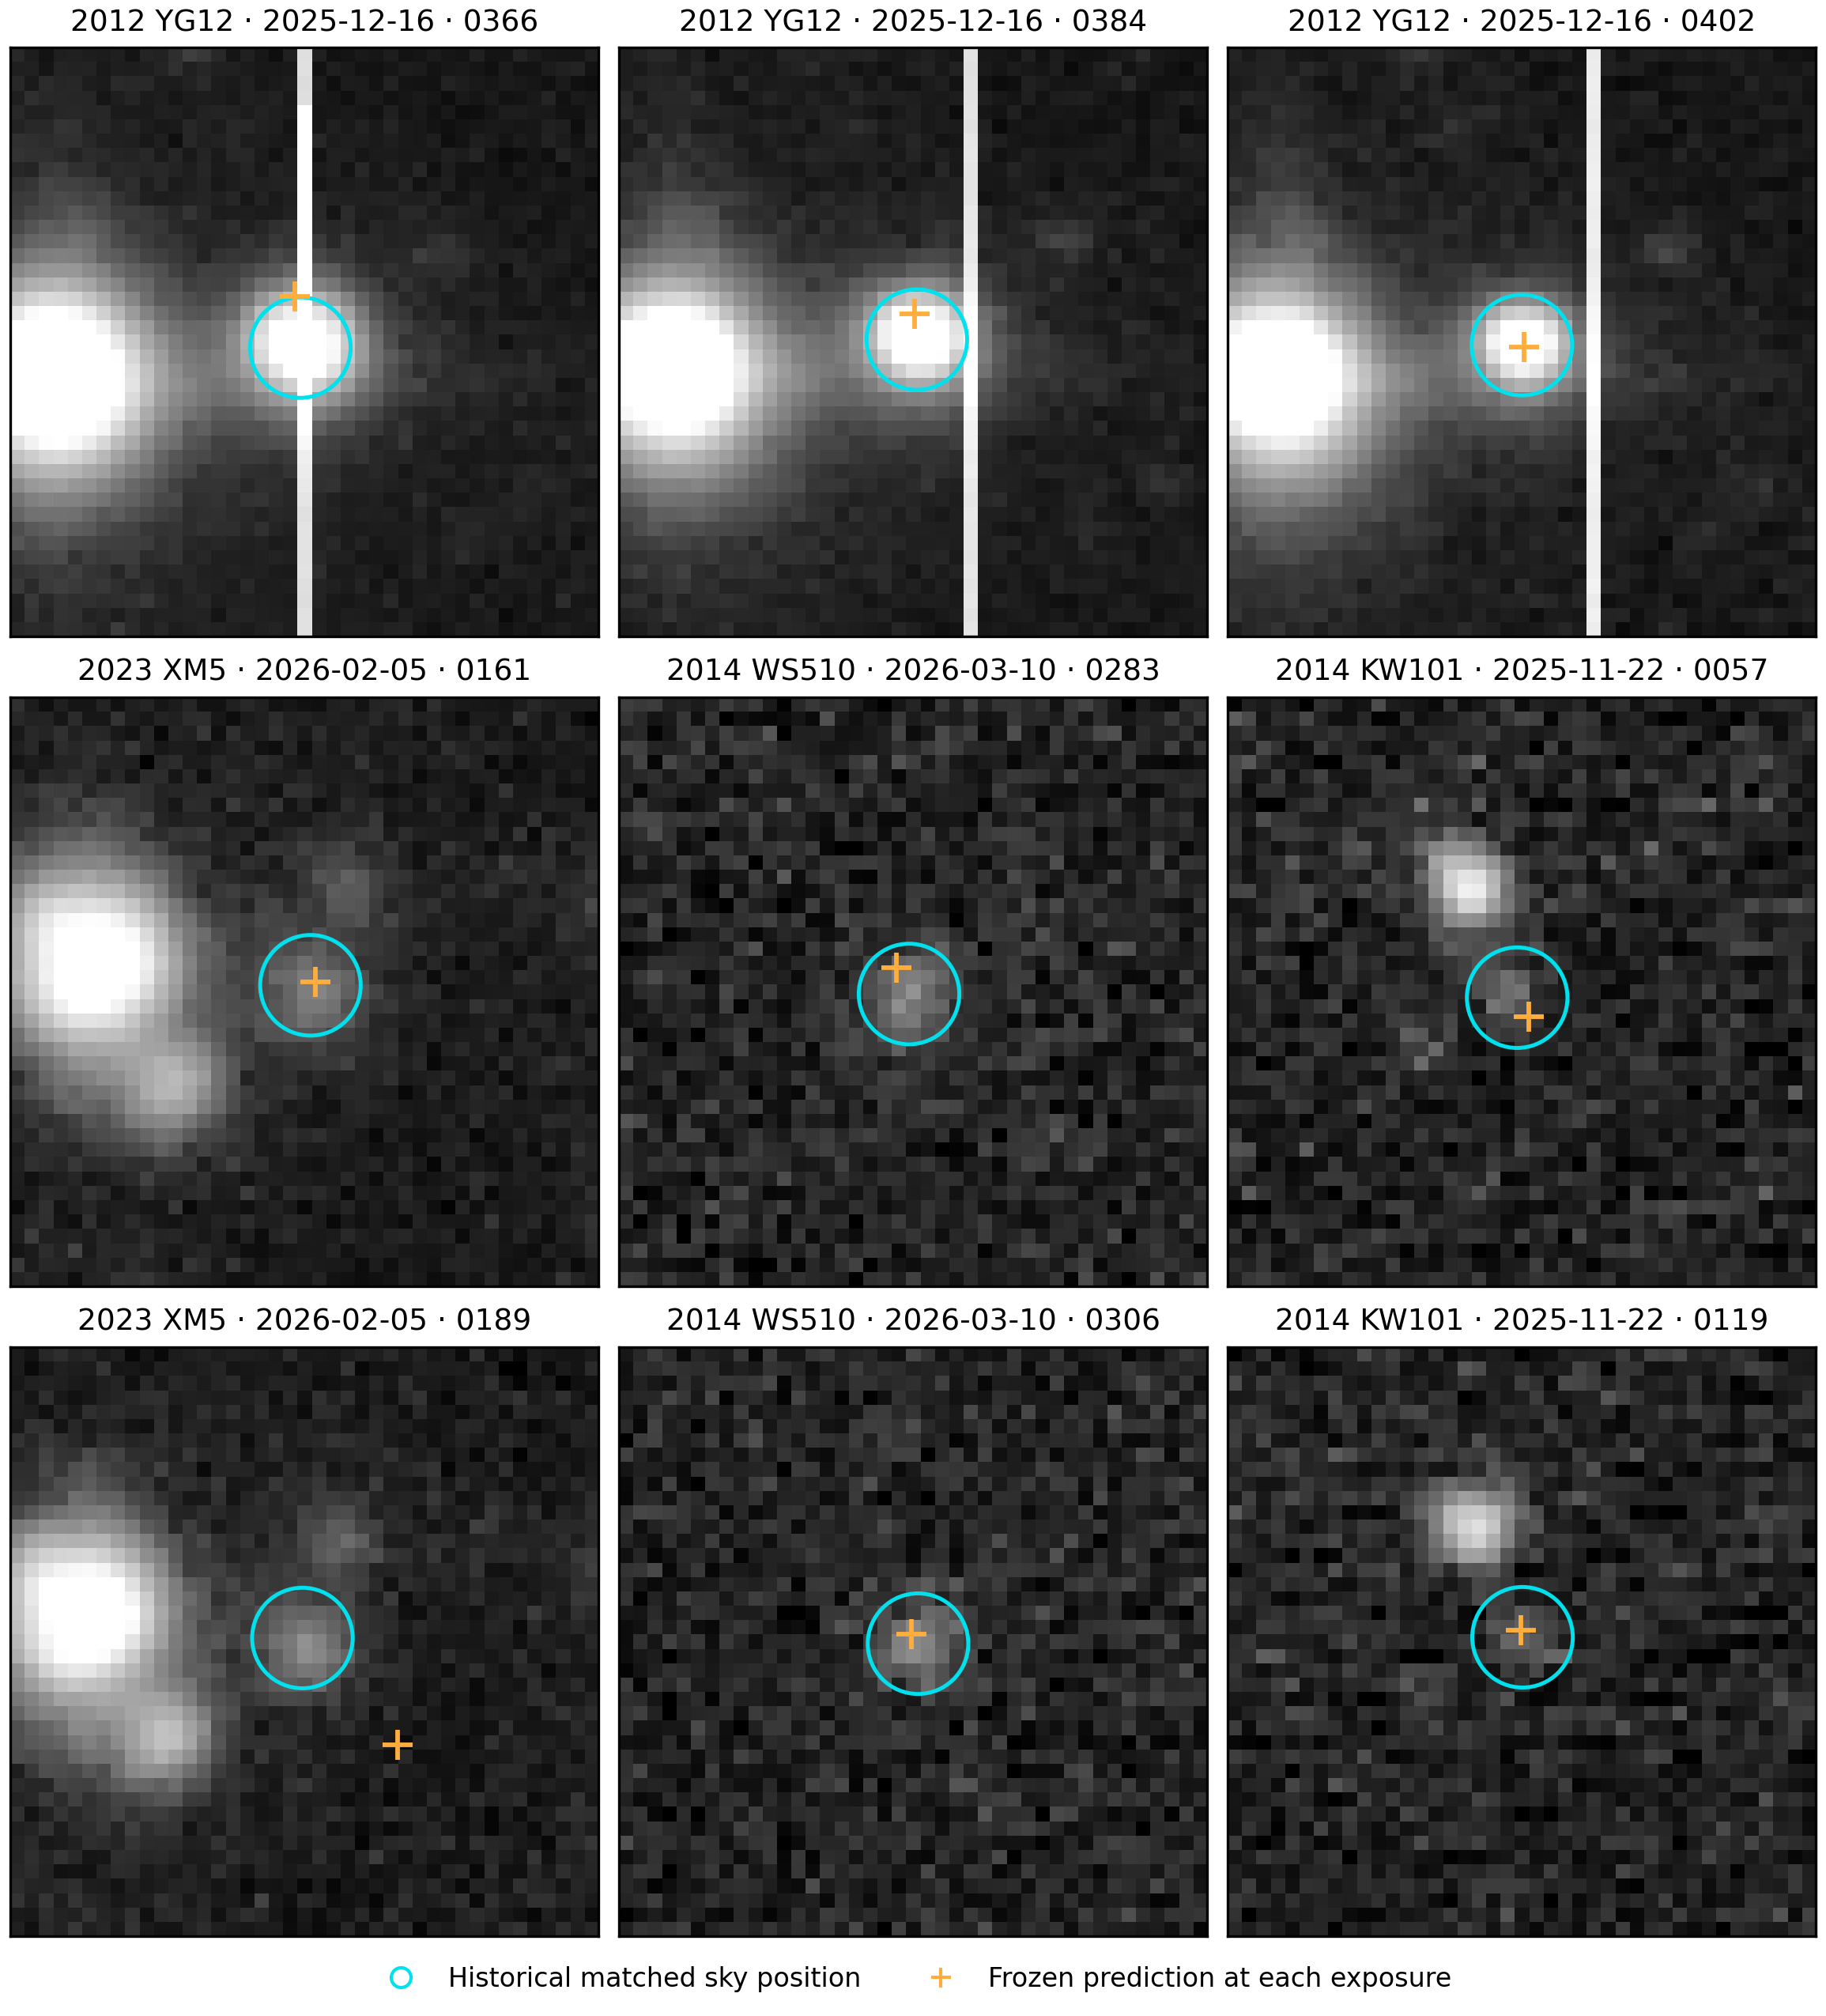 2012 YG12 · 2025-12-16 · 0366
2012 YG12 · 2025-12-16 · 0384
2012 YG12 · 2025-12-16 · 0402
2023 XM5 · 2026-02-05 · 0161
2014 WS510 · 2026-03-10 · 0283
2014 KW101 · 2025-11-22 · 0057
2023 XM5 · 2026-02-05 · 0189
2014 WS510 · 2026-03-10 · 0306
2014 KW101 · 2025-11-22 · 0119
Historical matched sky position
Frozen prediction at each exposure